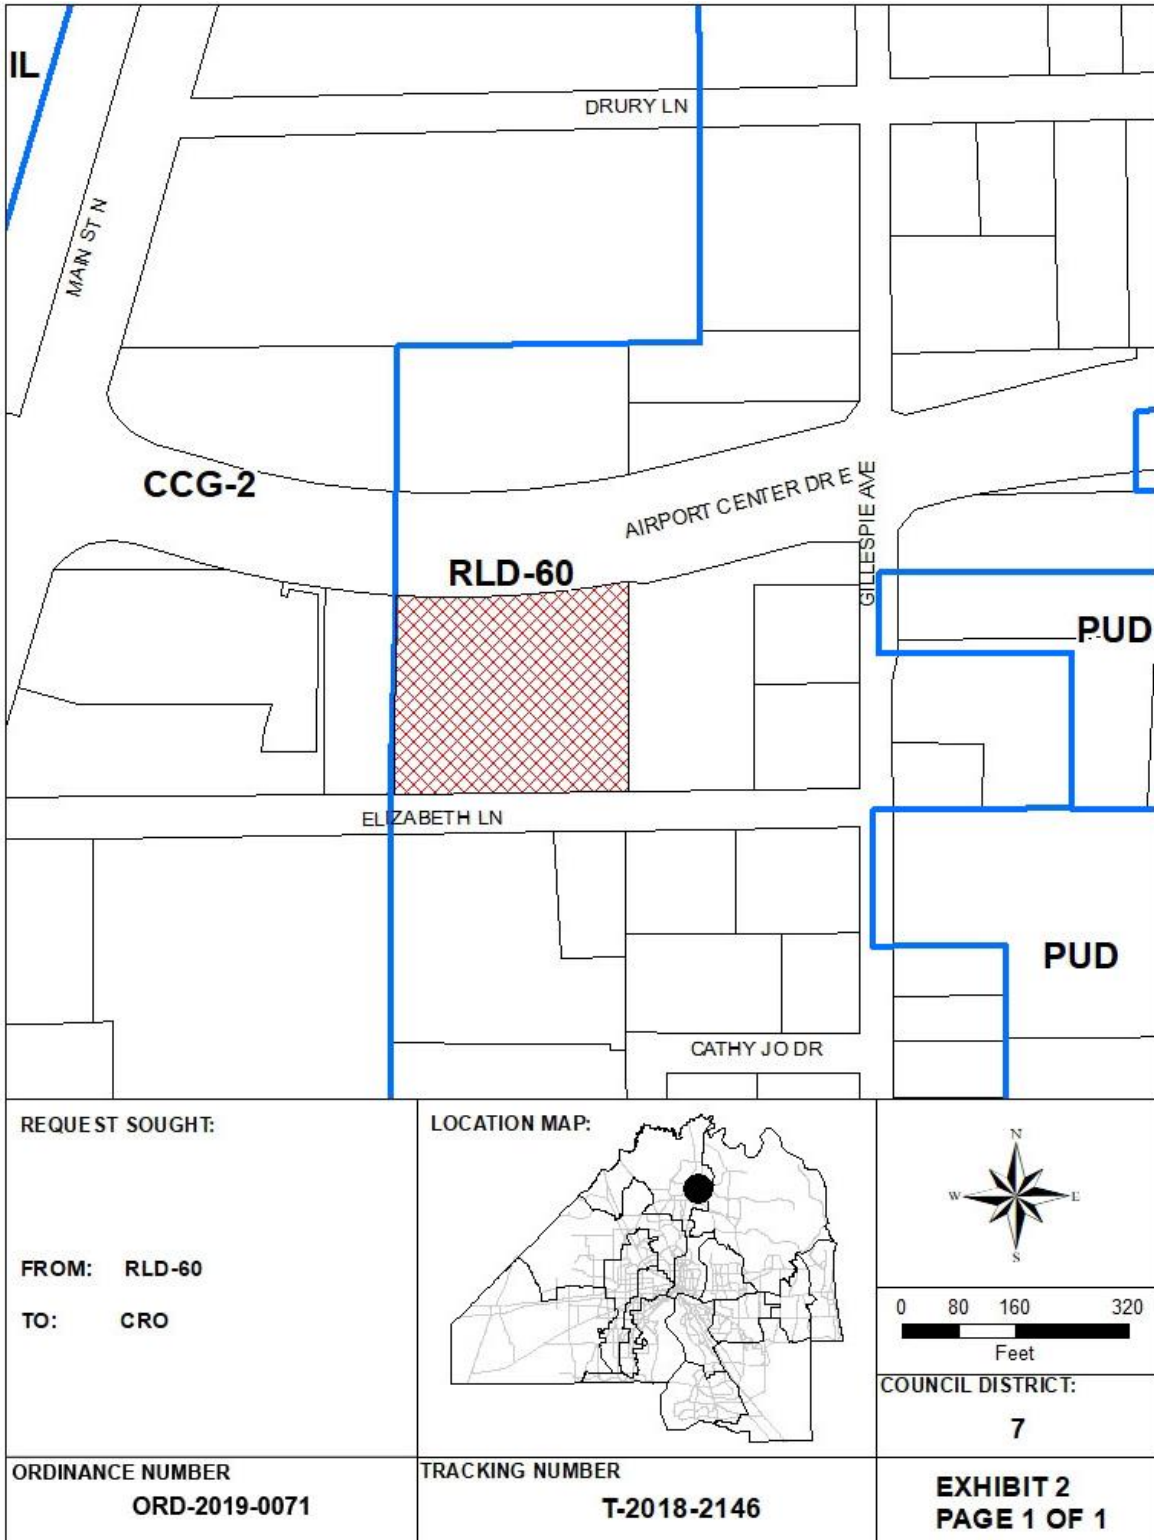 IL
DRURY LN
MAIN ST N
CCG-2
AIRPORT CENTER DR E
GILLESPIE AVE
RLD-60
PUD
ELIZABETH LN
PUD
CATHY JO DR
REQUEST SOUGHT:
FROM: RLD-60
TO: CRO
LOCATION MAP:
N
W E
S
0 80 160 320
Feet
COUNCIL DISTRICT:
7
ORDINANCE NUMBER
ORD-2019-0071
TRACKING NUMBER
T-2018-2146
EXHIBIT 2
PAGE 1 OF 1